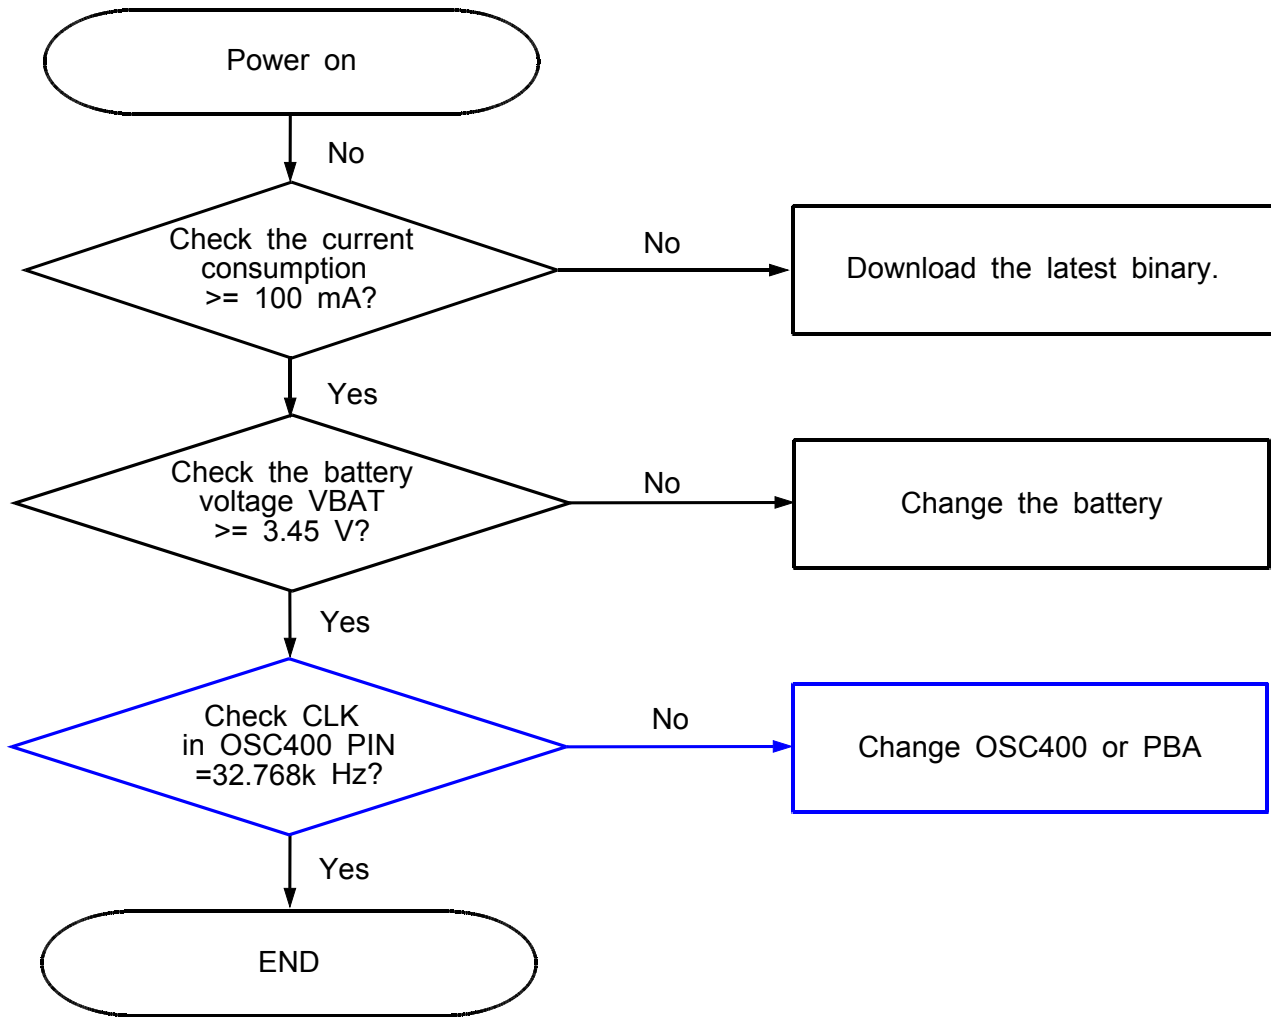 Power on
No
Check the current
consumption
>= 100 mA?
No
Download the latest binary.
Yes
Check the battery
voltage VBAT
>= 3.45 V?
No
Change the battery
Yes
Check CLK
in OSC400 PIN
=32.768k Hz?
No
Change OSC400 or PBA
Yes
END